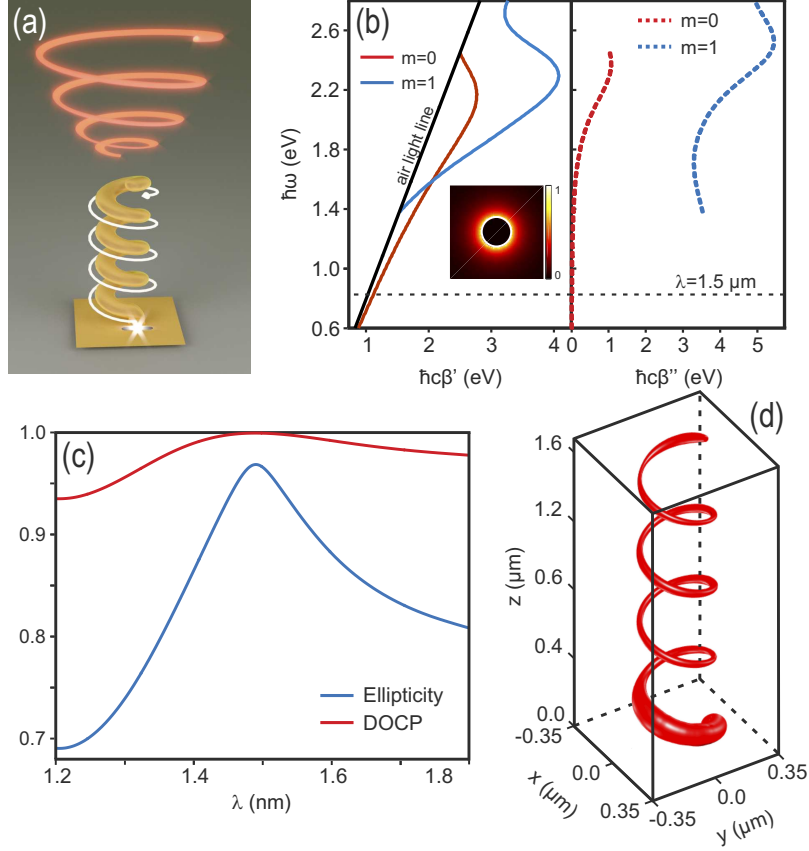 (a)
(b)
2.6
2.2
1.8
1.4
1.0
0.6
ħω (eV)
m=0
m=1
air light line
1
0
1
2
3
4
ħcβ' (eV)
m=0
m=1
λ=1.5 μm
0
1
2
3
4
5
ħcβ'' (eV)
(c)
1.0
0.9
0.8
0.7
Ellipticity
DOCP
1.2
1.4
1.6
1.8
λ (nm)
(d)
1.6
1.2
0.6
0.4
0.0
z (μm)
-0.35
0.0
0.35
x (μm)
-0.35
0.0
0.35
y (μm)